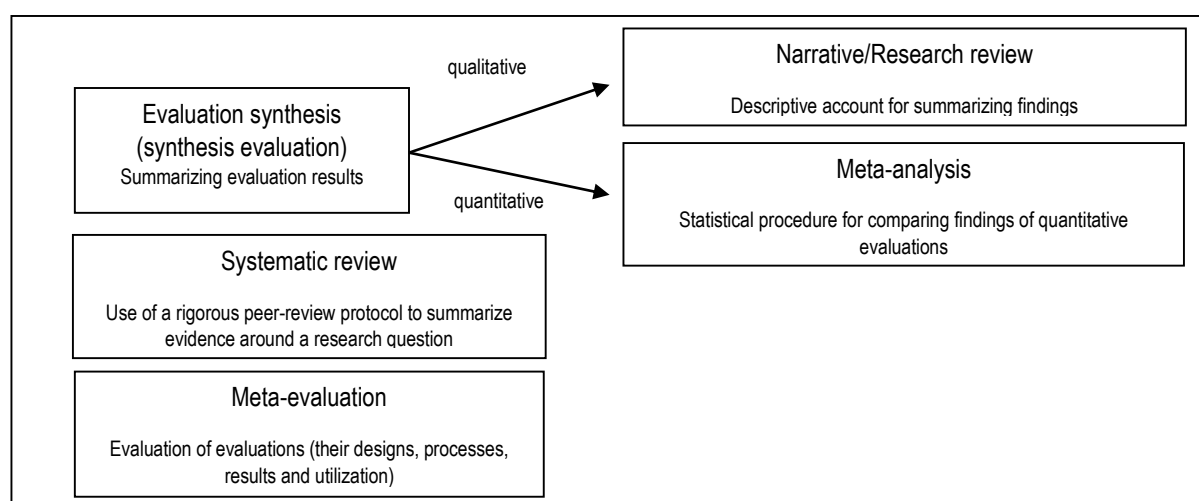 Evaluation synthesis
(synthesis evaluation)
Summarizing evaluation results
qualitative
quantitative
Narrative/Research review
Descriptive account for summarizing findings
Meta-analysis
Statistical procedure for comparing findings of quantitative
evaluations
Systematic review
Use of a rigorous peer-review protocol to summarize
evidence around a research question
Meta-evaluation
Evaluation of evaluations (their designs, processes,
results and utilization)